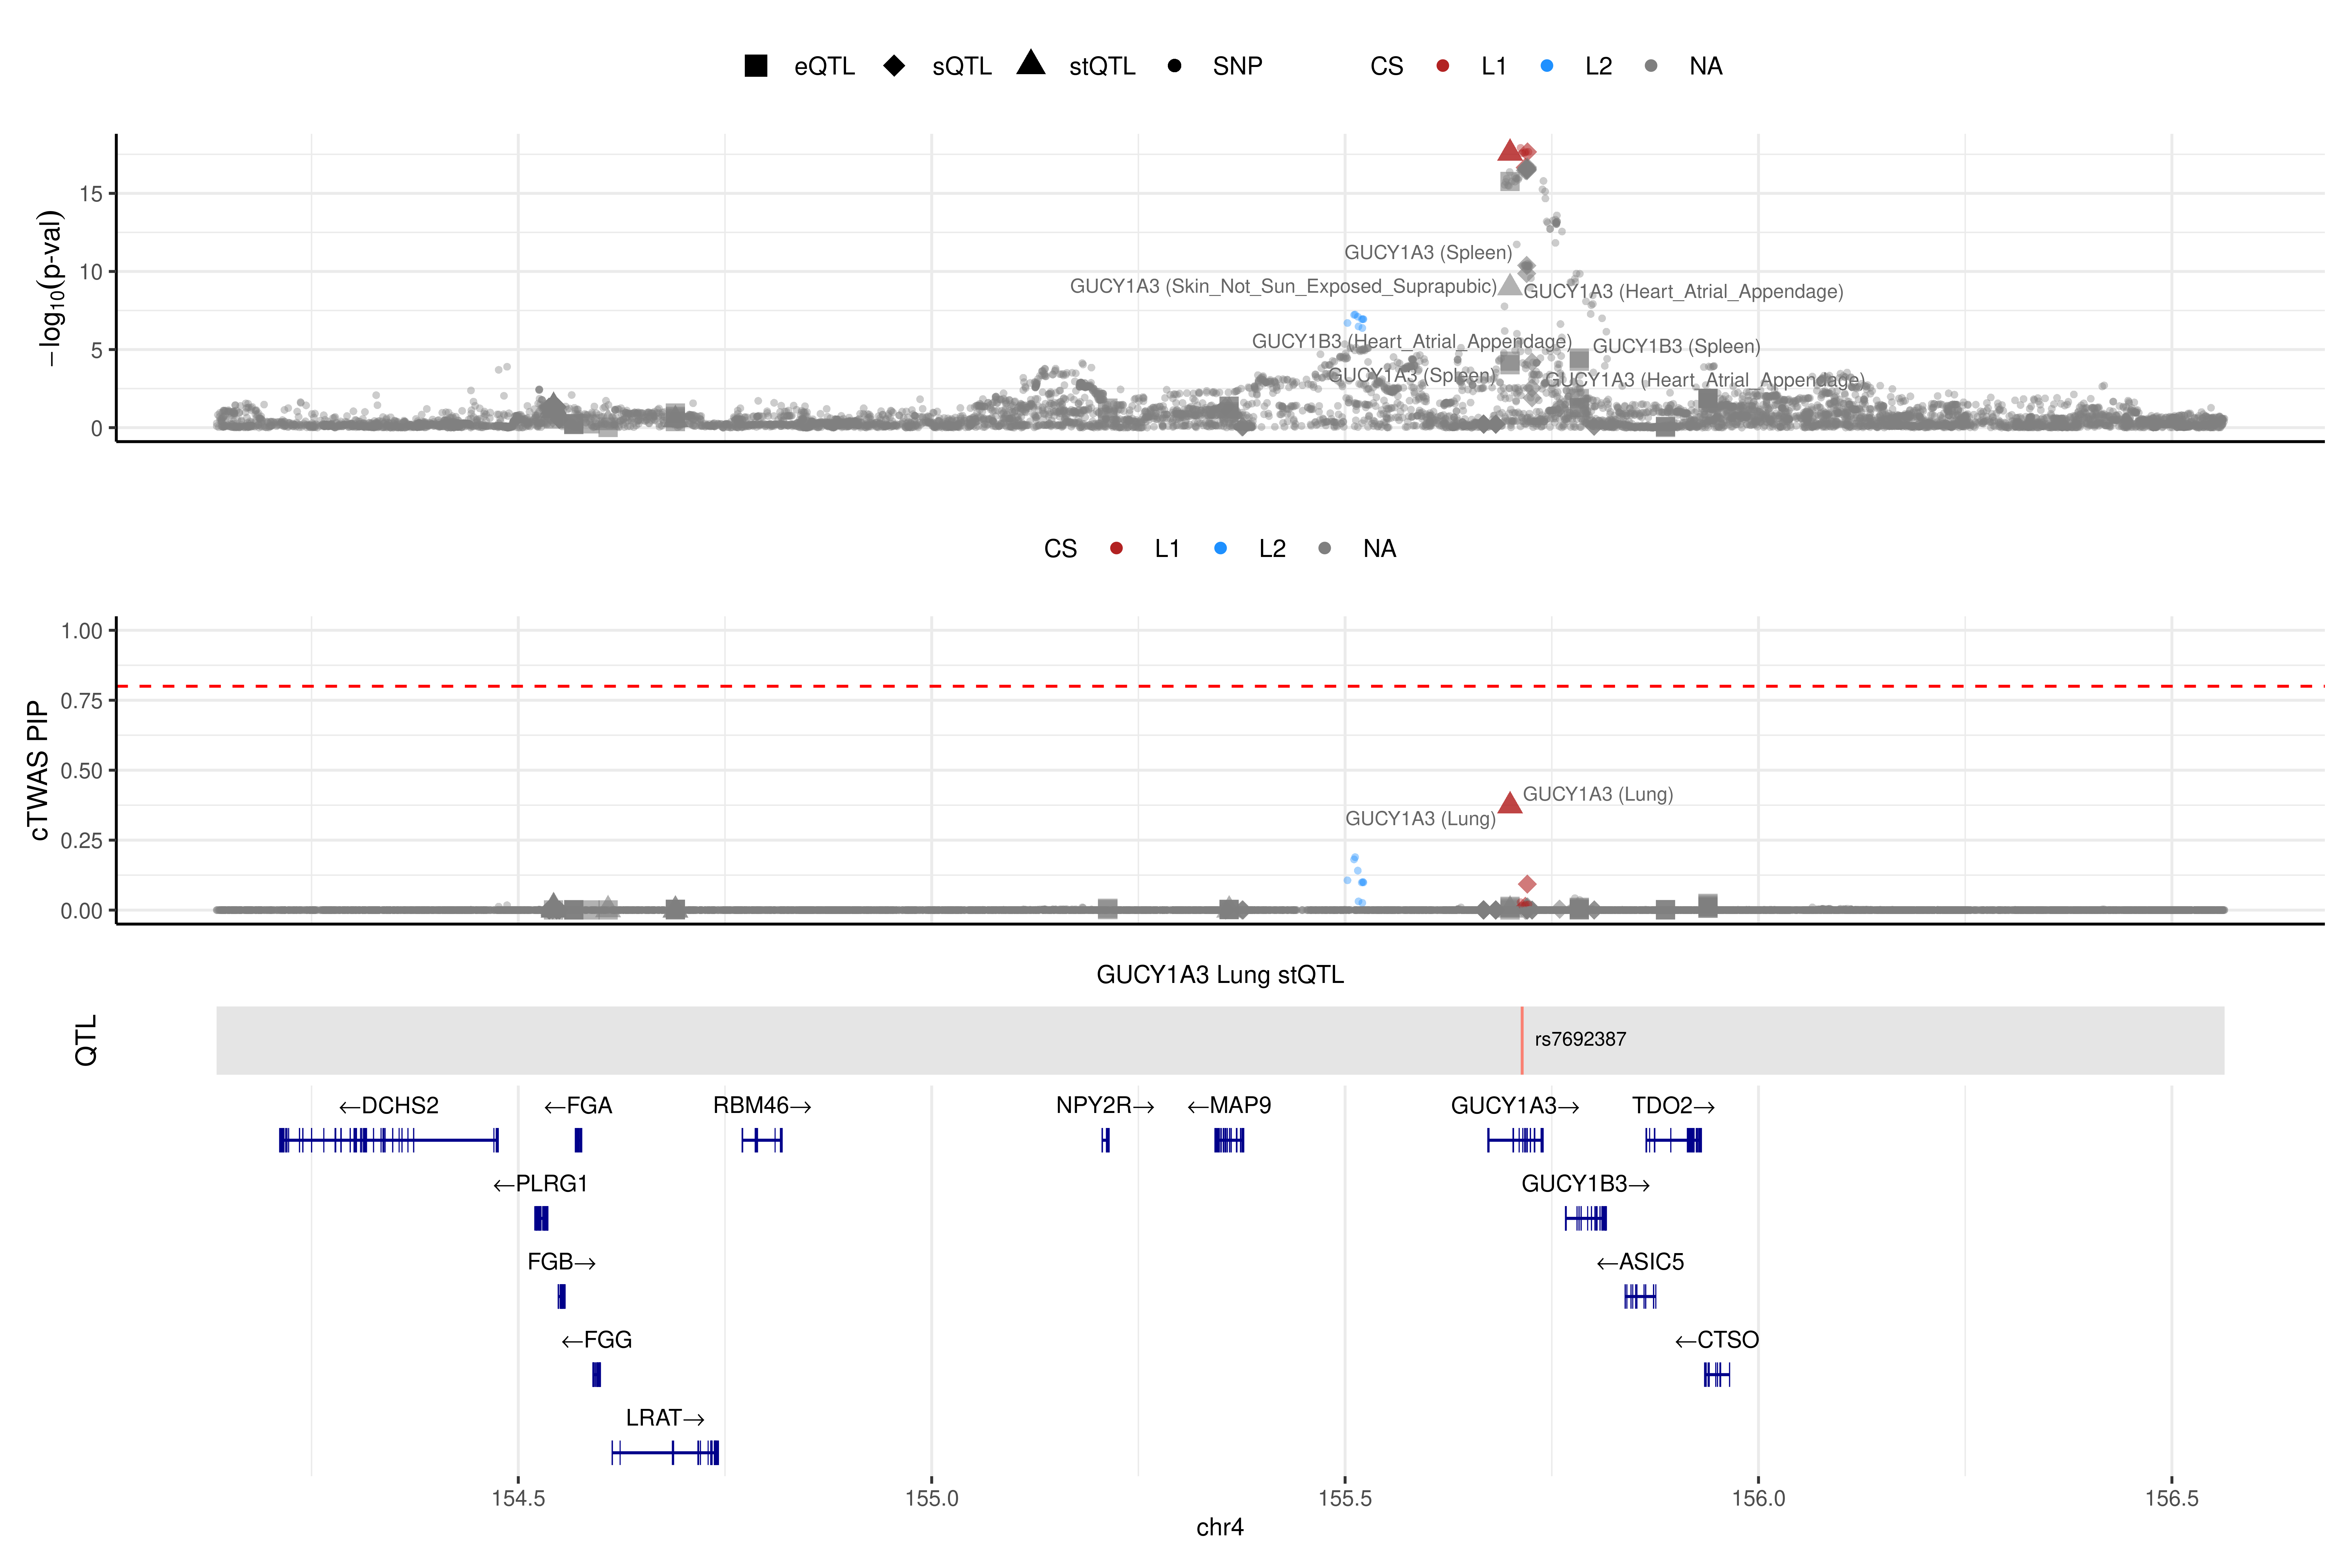 eQTL sQTL stQTL SNP CS L1 L2 NA
−log10(p-val)
15
10
5
0
GUCY1A3 (Spleen)
GUCY1A3 (Skin_Not_Sun_Exposed_Suprapubic)
GUCY1A3 (Heart_Atrial_Appendage)
GUCY1B3 (Heart_Atrial_Appendage)
GUCY1B3 (Spleen)
GUCY1A3 (Spleen)
GUCY1A3 (Heart_Atrial_Appendage)
CS L1 L2 NA
cTWAS PIP
1.00
0.75
0.50
0.25
0.00
GUCY1A3 (Lung)
GUCY1A3 (Lung)
GUCY1A3 Lung stQTL
QTL
rs7692387
←DCHS2 ←FGA RBM46→ NPY2R→ ←MAP9 GUCY1A3→ TDO2→
←PLRG1 GUCY1B3→
FGB→ ←ASIC5
←FGG ←CTSO
LRAT→
154.5 155.0 155.5 156.0 156.5
chr4